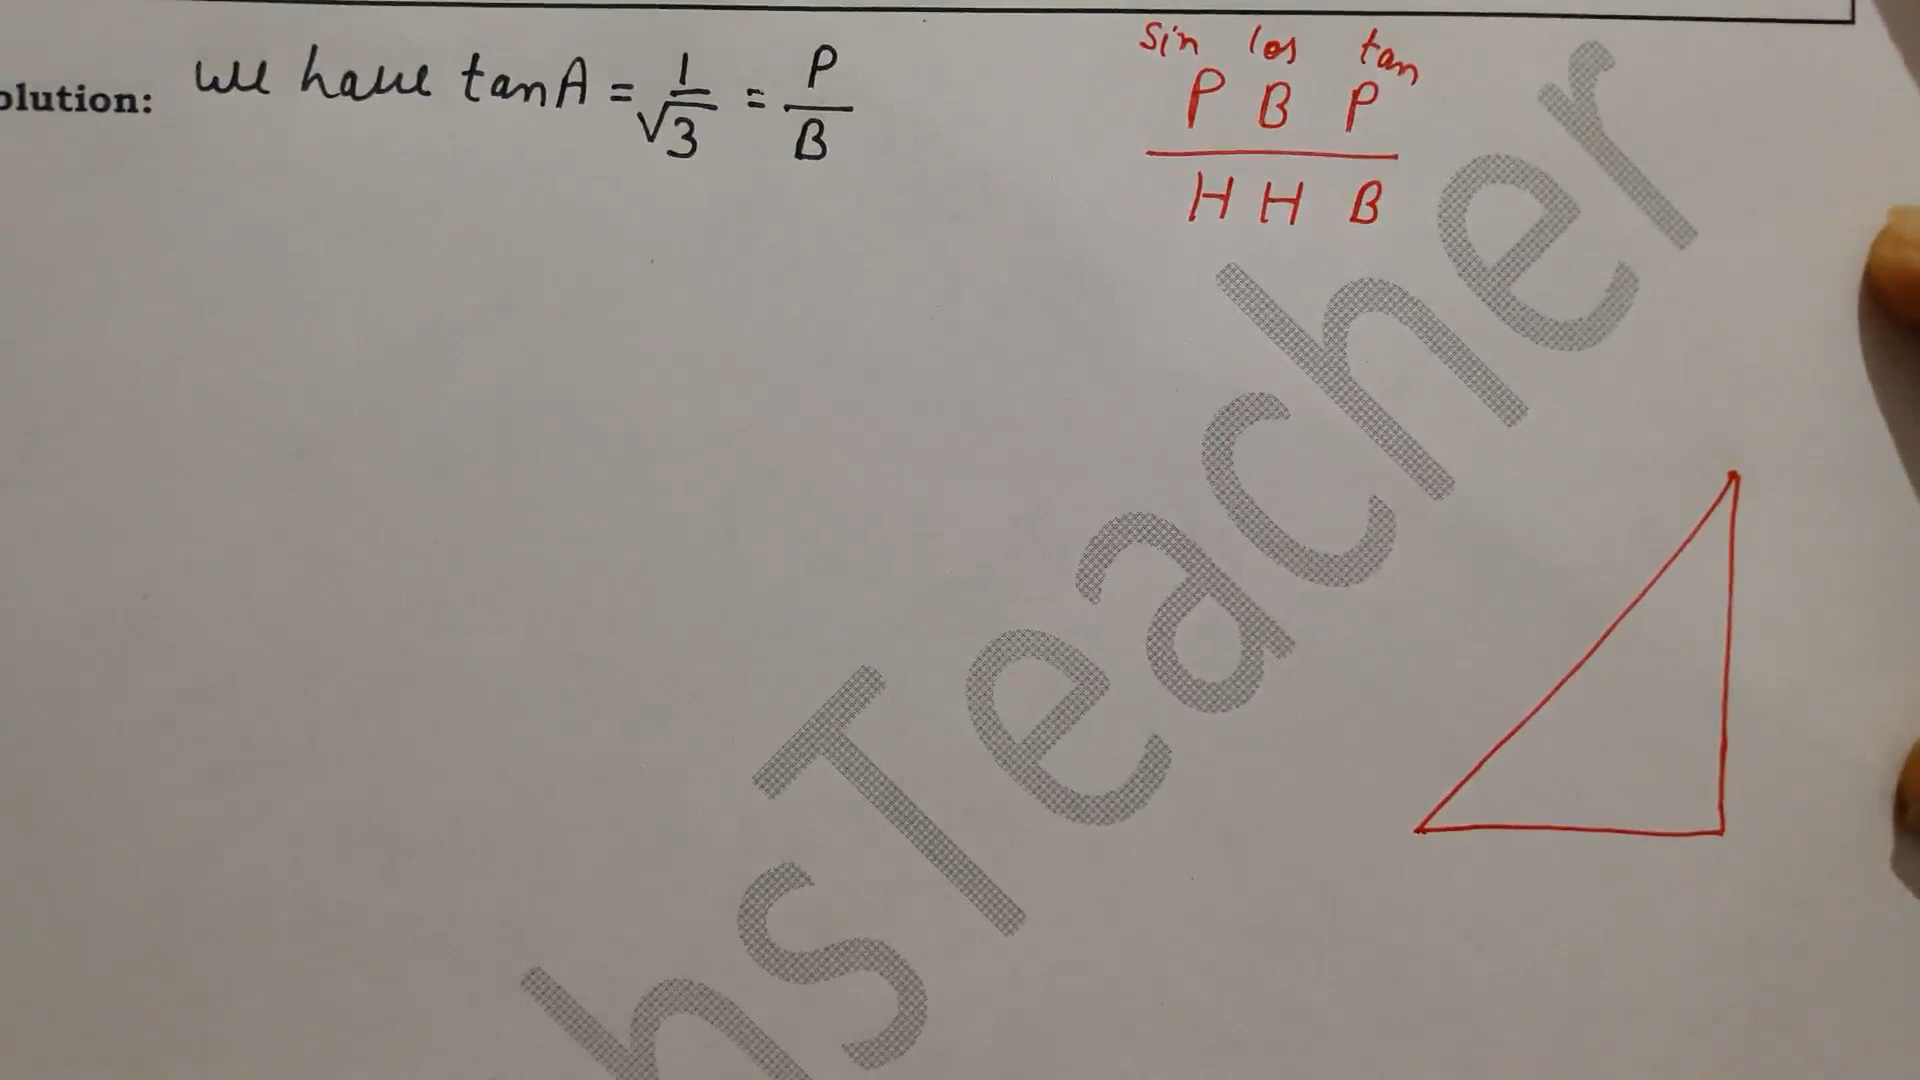 olution: we have tanA = 1/√3 = P/B
sin cos tan
P B P
H H B
hsTeacher